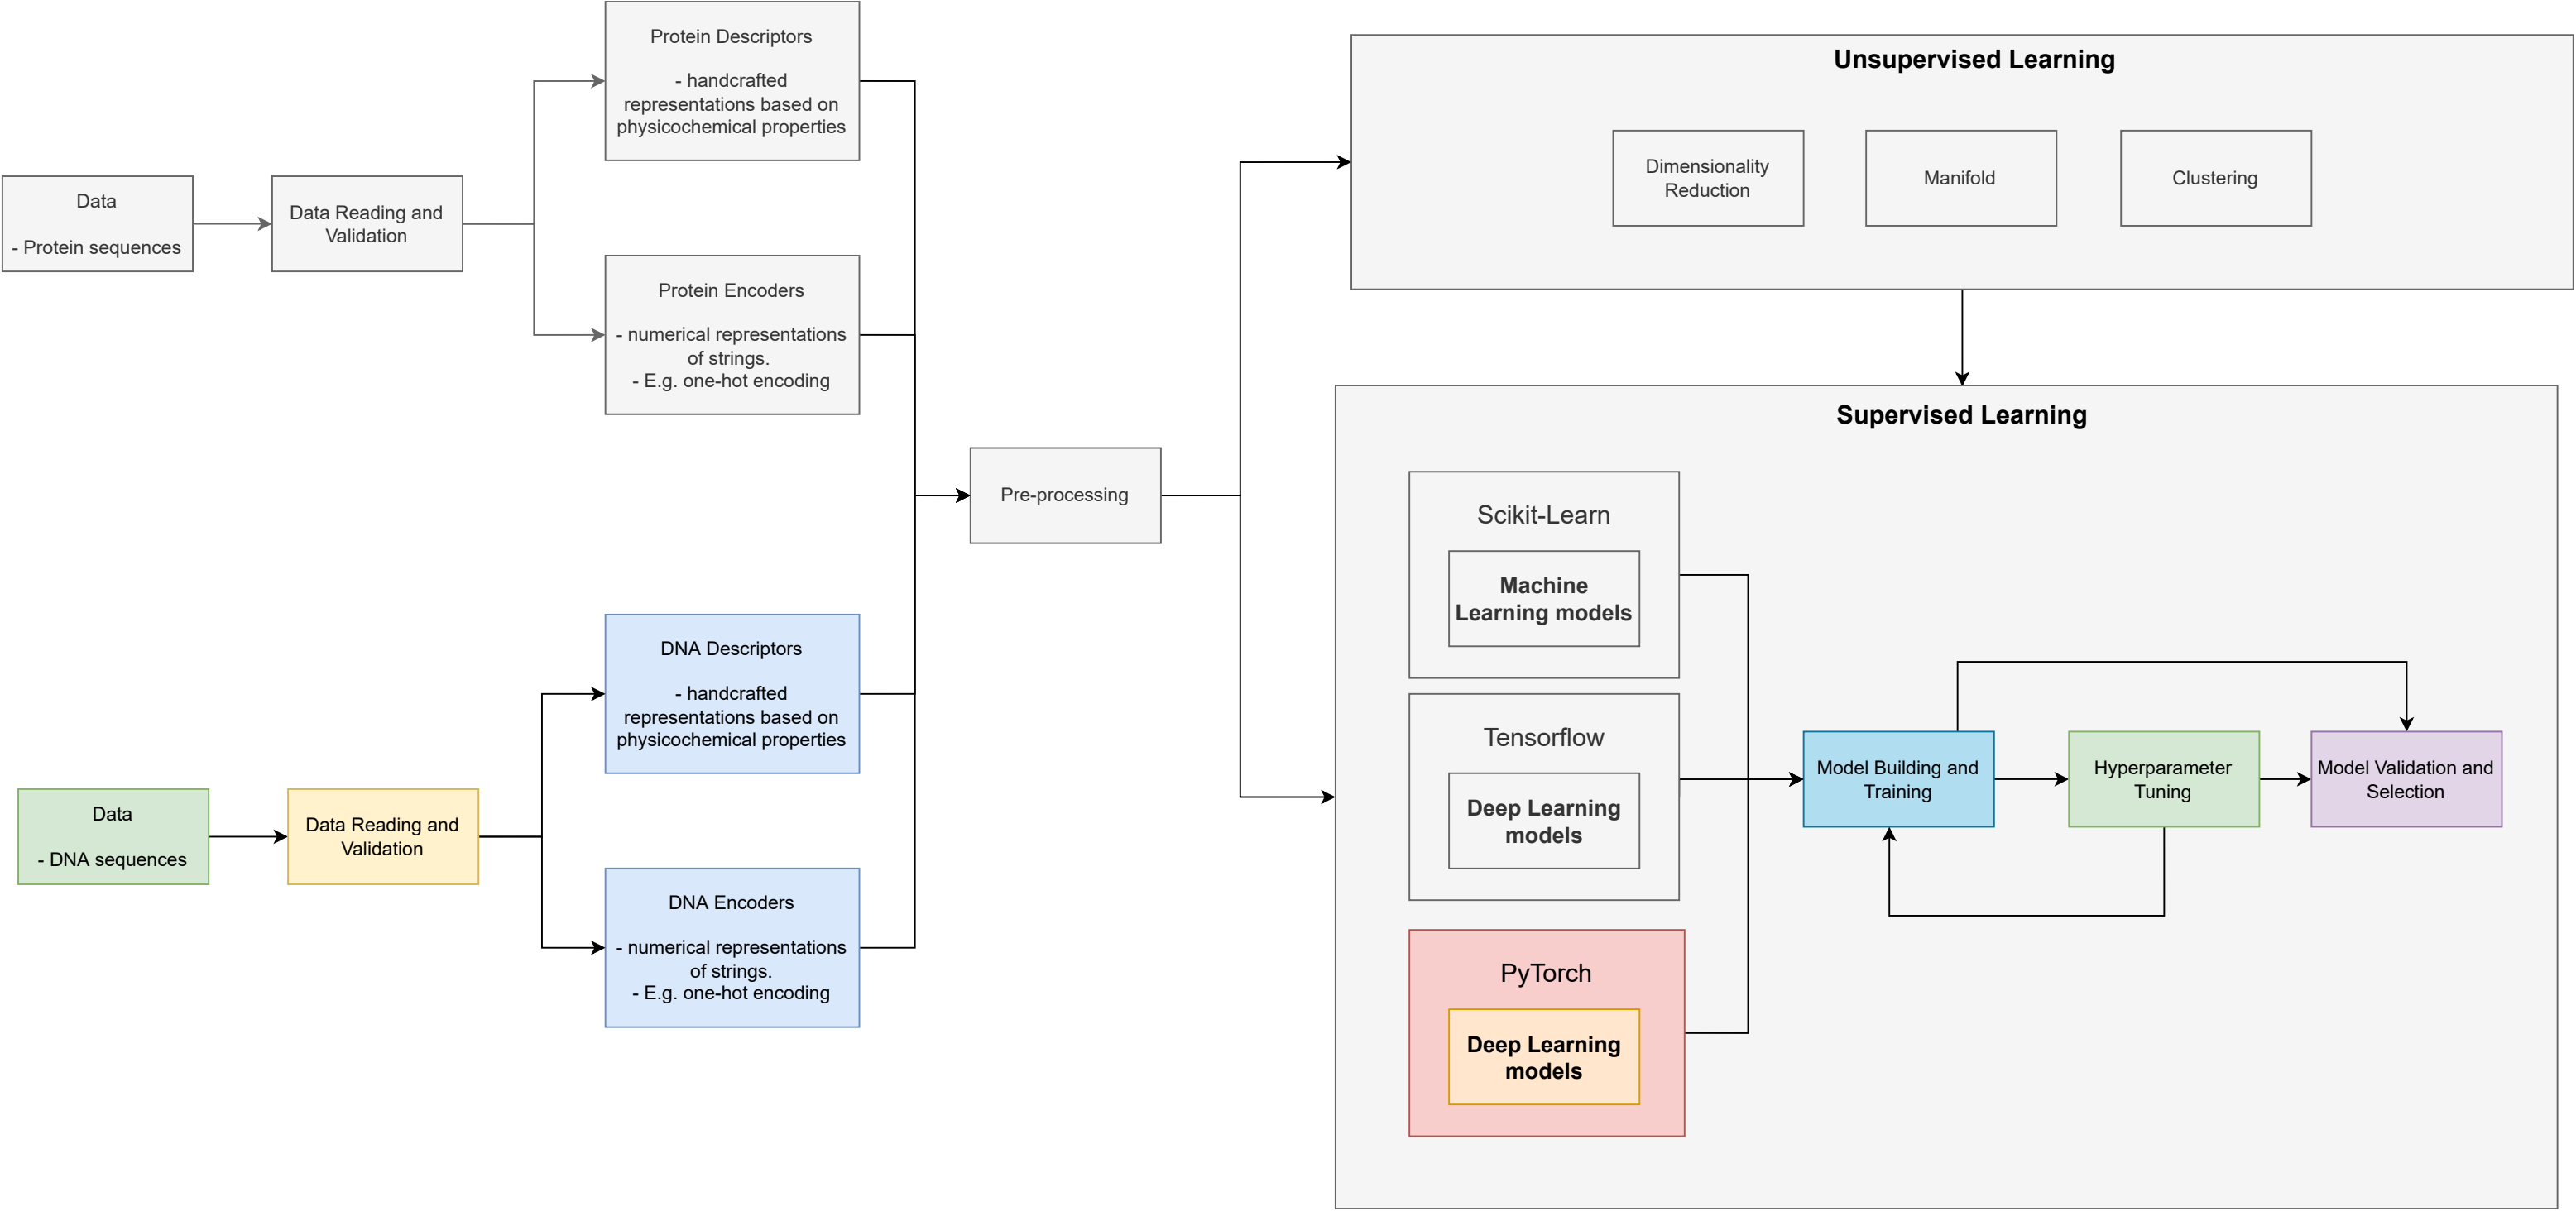 Protein Descriptors
- handcrafted
representations based on
physicochemical properties
Data
- Protein sequences
Data Reading and
Validation
Protein Encoders
- numerical representations
of strings.
- E.g. one-hot encoding
Pre-processing
DNA Descriptors
- handcrafted
representations based on
physicochemical properties
Data
- DNA sequences
Data Reading and
Validation
DNA Encoders
- numerical representations
of strings.
- E.g. one-hot encoding
Unsupervised Learning
Dimensionality
Reduction
Manifold
Clustering
Supervised Learning
Scikit-Learn
Machine
Learning models
Tensorflow
Deep Learning
models
PyTorch
Deep Learning
models
Model Building and
Training
Hyperparameter
Tuning
Model Validation and
Selection